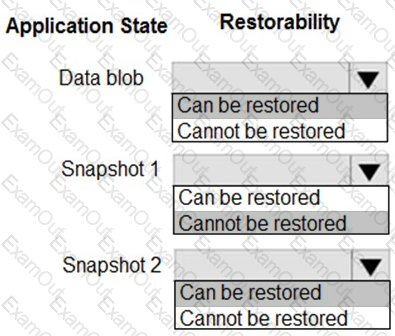 Application State Restorability
Data blob
Can be restored
Cannot be restored
Snapshot 1
Can be restored
Cannot be restored
Snapshot 2
Can be restored
Cannot be restored
ExamOut